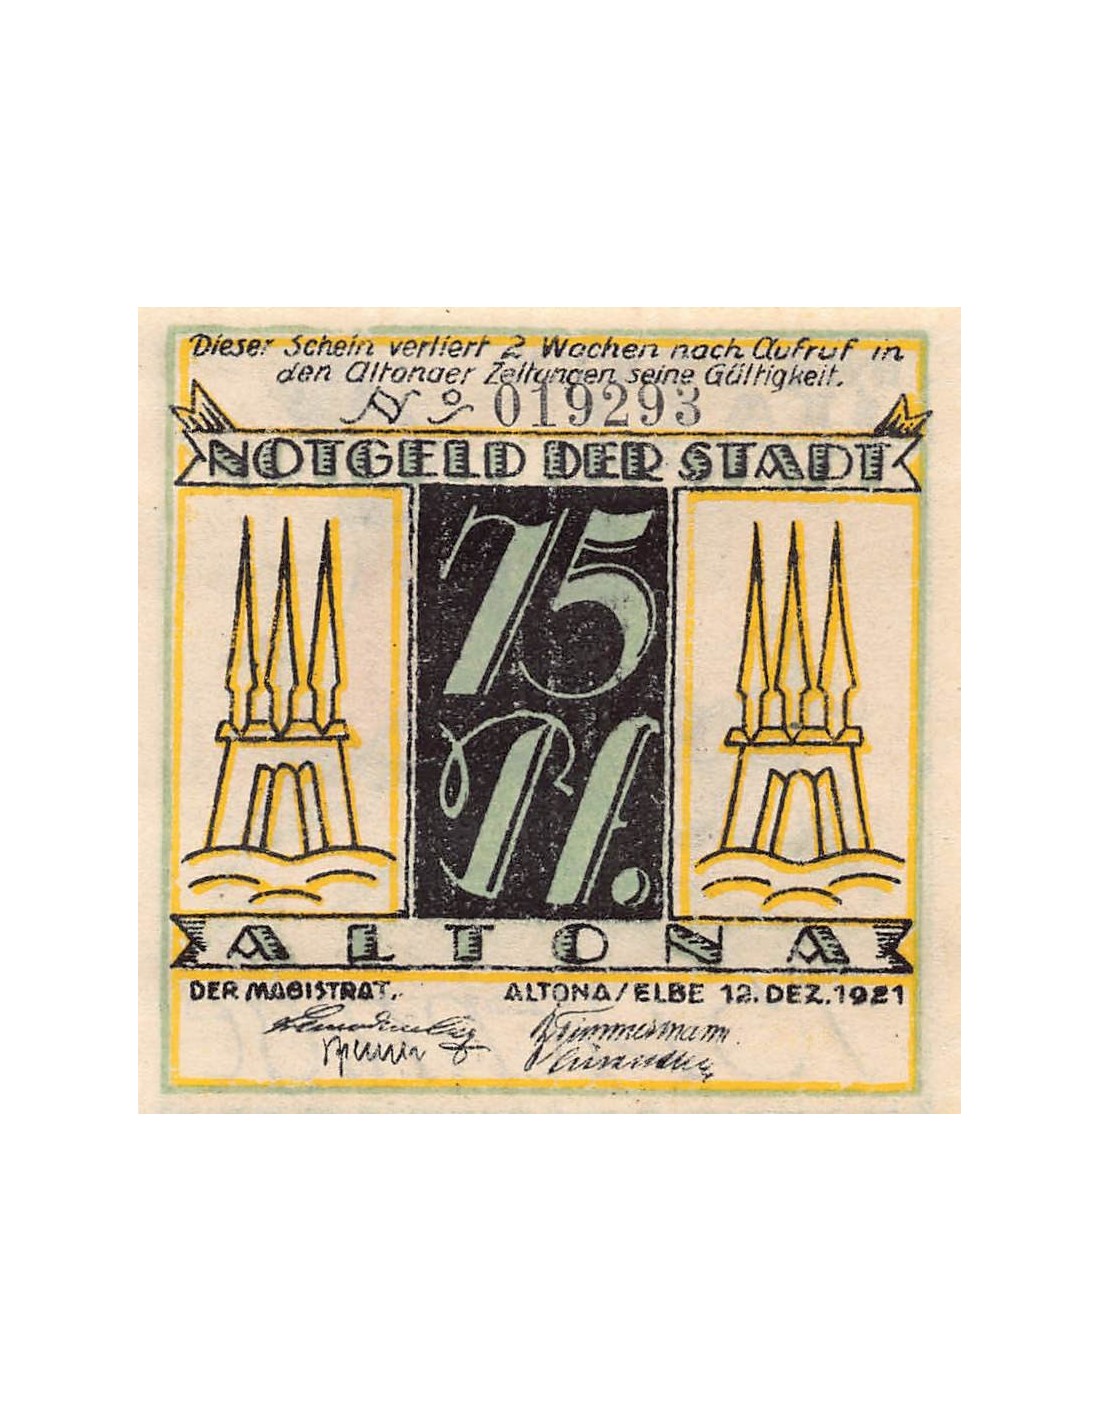 Dieser Schein verliert 2 Wochen nach Aufruf in
den Altonaer Zeitungen seine Gültigkeit.
No 019293
NOTGELD DER STADT
75
Pf.
ALTONA
DER MAGISTRAT. ALTONA/ELBE 12. DEZ. 1921
Timmermann